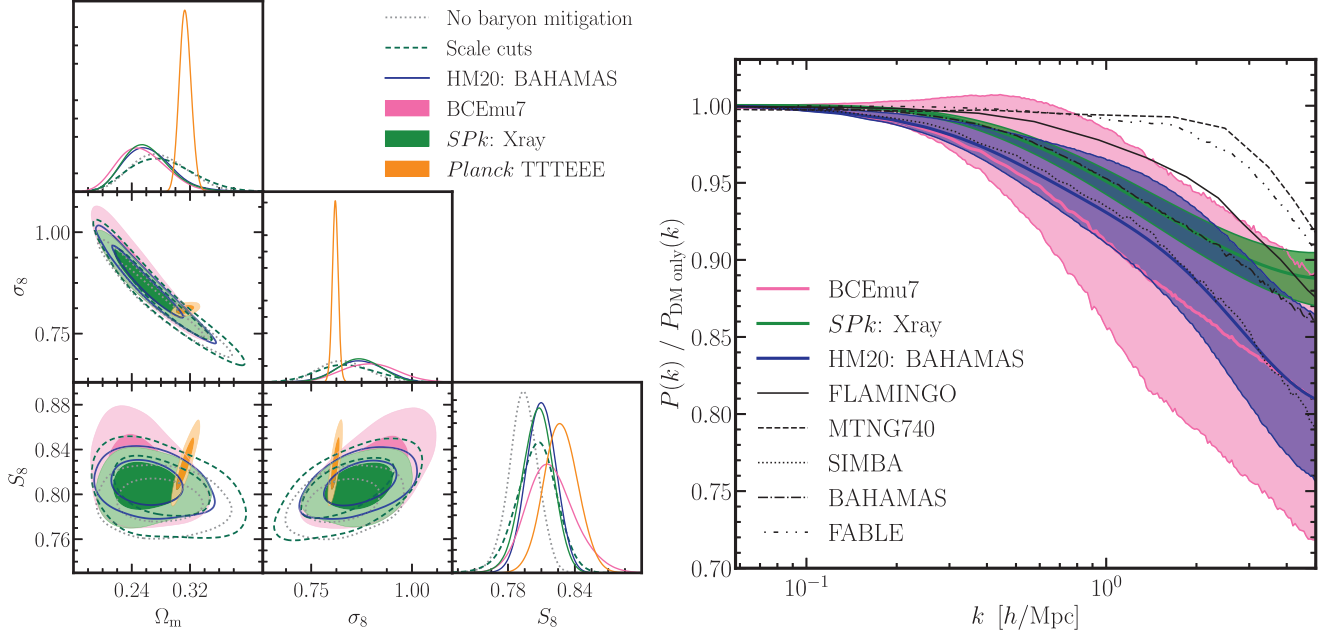 No baryon mitigation
Scale cuts
HM20: BAHAMAS
BCEmu7
SPk: Xray
Planck TTTEEE
1.00
0.75
σ₈
0.88
0.84
0.80
0.76
S₈
0.24 0.32
Ωₘ
0.75 1.00
σ₈
0.78 0.84
S₈
1.00
0.95
0.90
0.85
0.80
0.75
0.70
P(k) / P_DM only(k)
BCEmu7
SPk: Xray
HM20: BAHAMAS
FLAMINGO
MTNG740
SIMBA
BAHAMAS
FABLE
10⁻¹ 10⁰
k [h/Mpc]